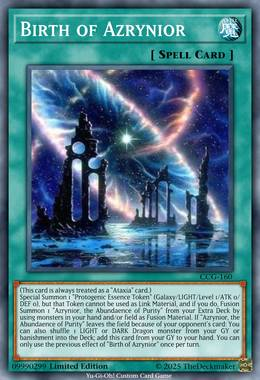 Birth of Azrynior
[ Spell Card ]
CCG-160
(This card is always treated as a "Ataxia" card.)
Special Summon 1 "Protogenic Essence Token" (Galaxy/LIGHT/Level 1/ATK 0/
DEF 0), but that Token cannot be used as Link Material, and if you do, Fusion
Summon 1 "Azrynior, the Abundaence of Purity" from your Extra Deck by
using monsters in your hand and/or field as Fusion Material. If "Azrynior, the
Abundaence of Purity" leaves the field because of your opponent's card: You
can also shuffle 1 LIGHT or DARK Dragon monster from your GY or
banishment into the Deck; add this card from your GY to your hand. You can
only use the previous effect of "Birth of Azrynior" once per turn.
09990299 Limited Edition
© 2025 TheDeckmaker
Yu-Gi-Oh! Custom Card Game